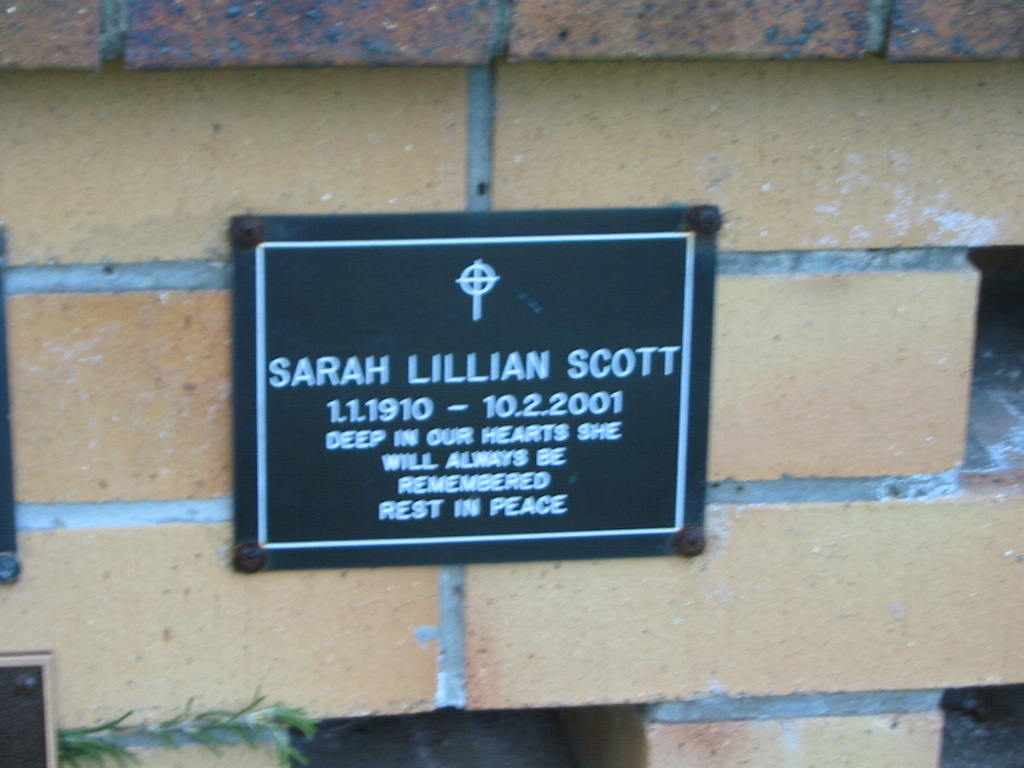 SARAH LILLIAN SCOTT
1.1.1910 - 10.2.2001
DEEP IN OUR HEARTS SHE
WILL ALWAYS BE
REMEMBERED
REST IN PEACE